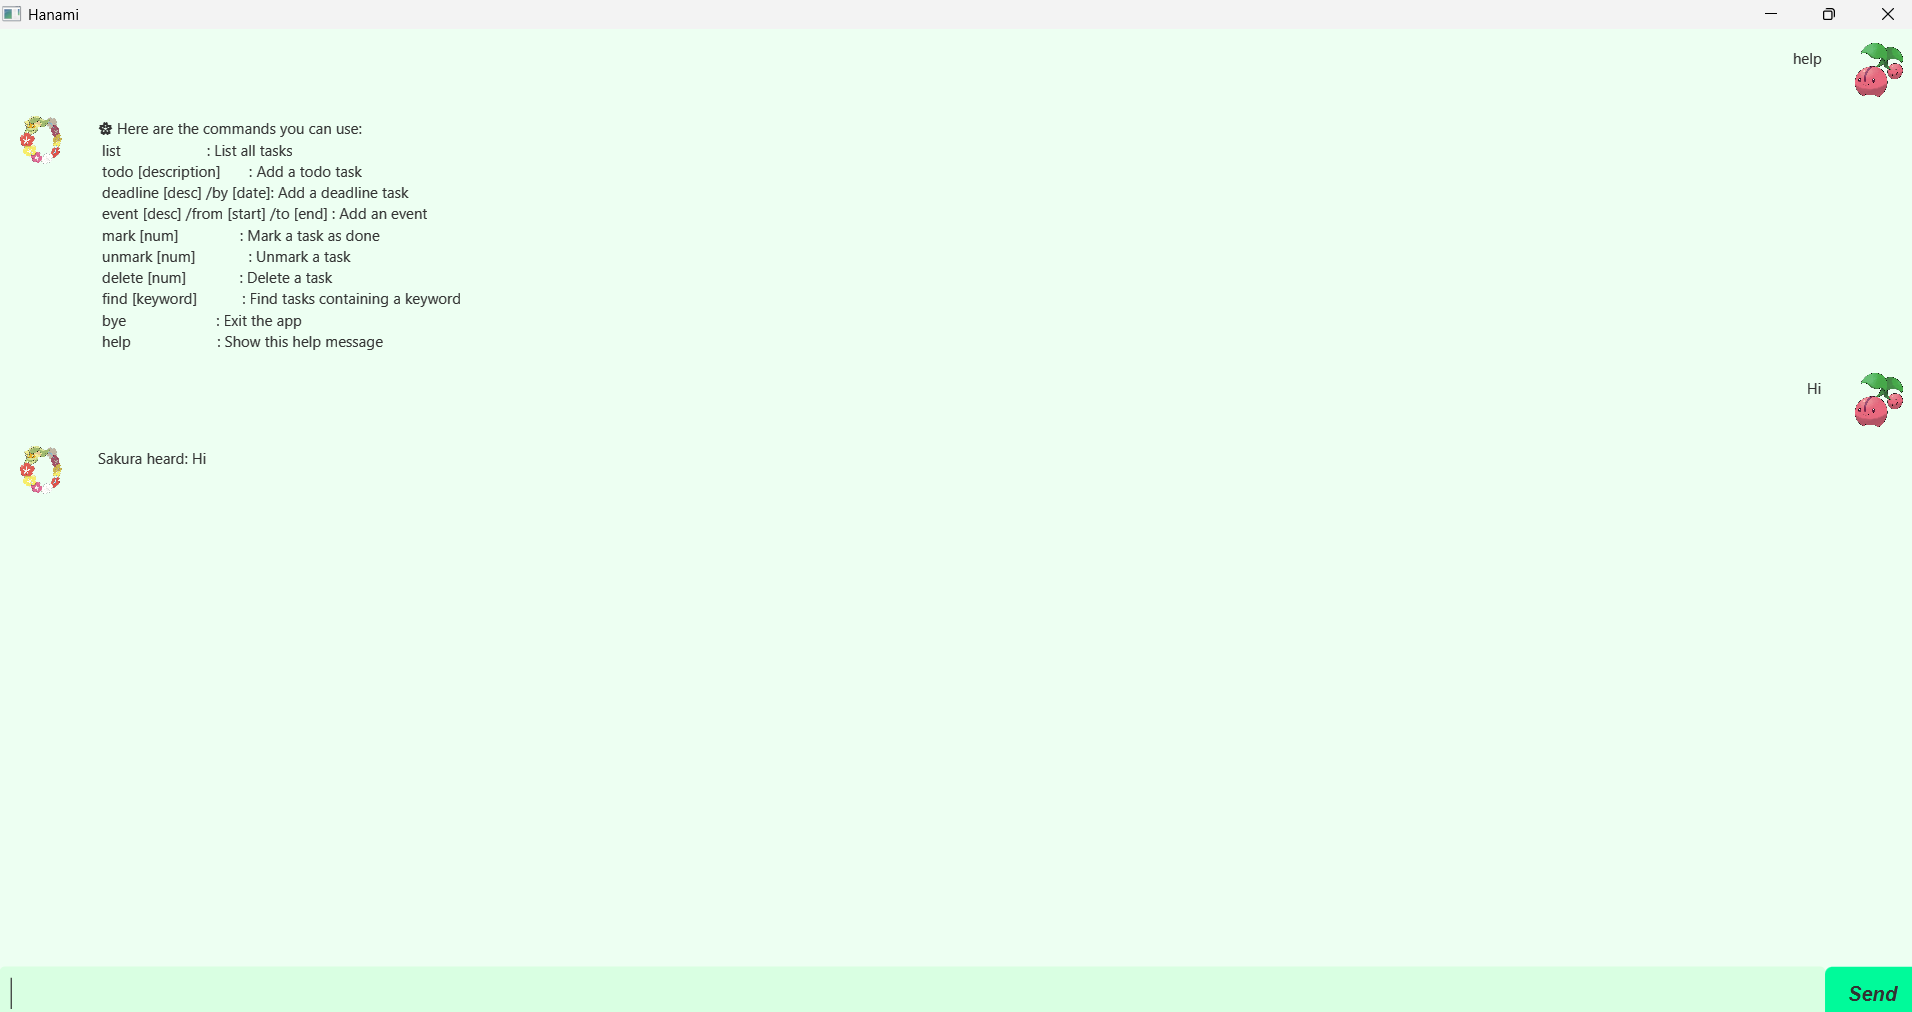 Hanami
help
✿ Here are the commands you can use:
list : List all tasks
todo [description] : Add a todo task
deadline [desc] /by [date]: Add a deadline task
event [desc] /from [start] /to [end] : Add an event
mark [num] : Mark a task as done
unmark [num] : Unmark a task
delete [num] : Delete a task
find [keyword] : Find tasks containing a keyword
bye : Exit the app
help : Show this help message
Hi
Sakura heard: Hi
Send